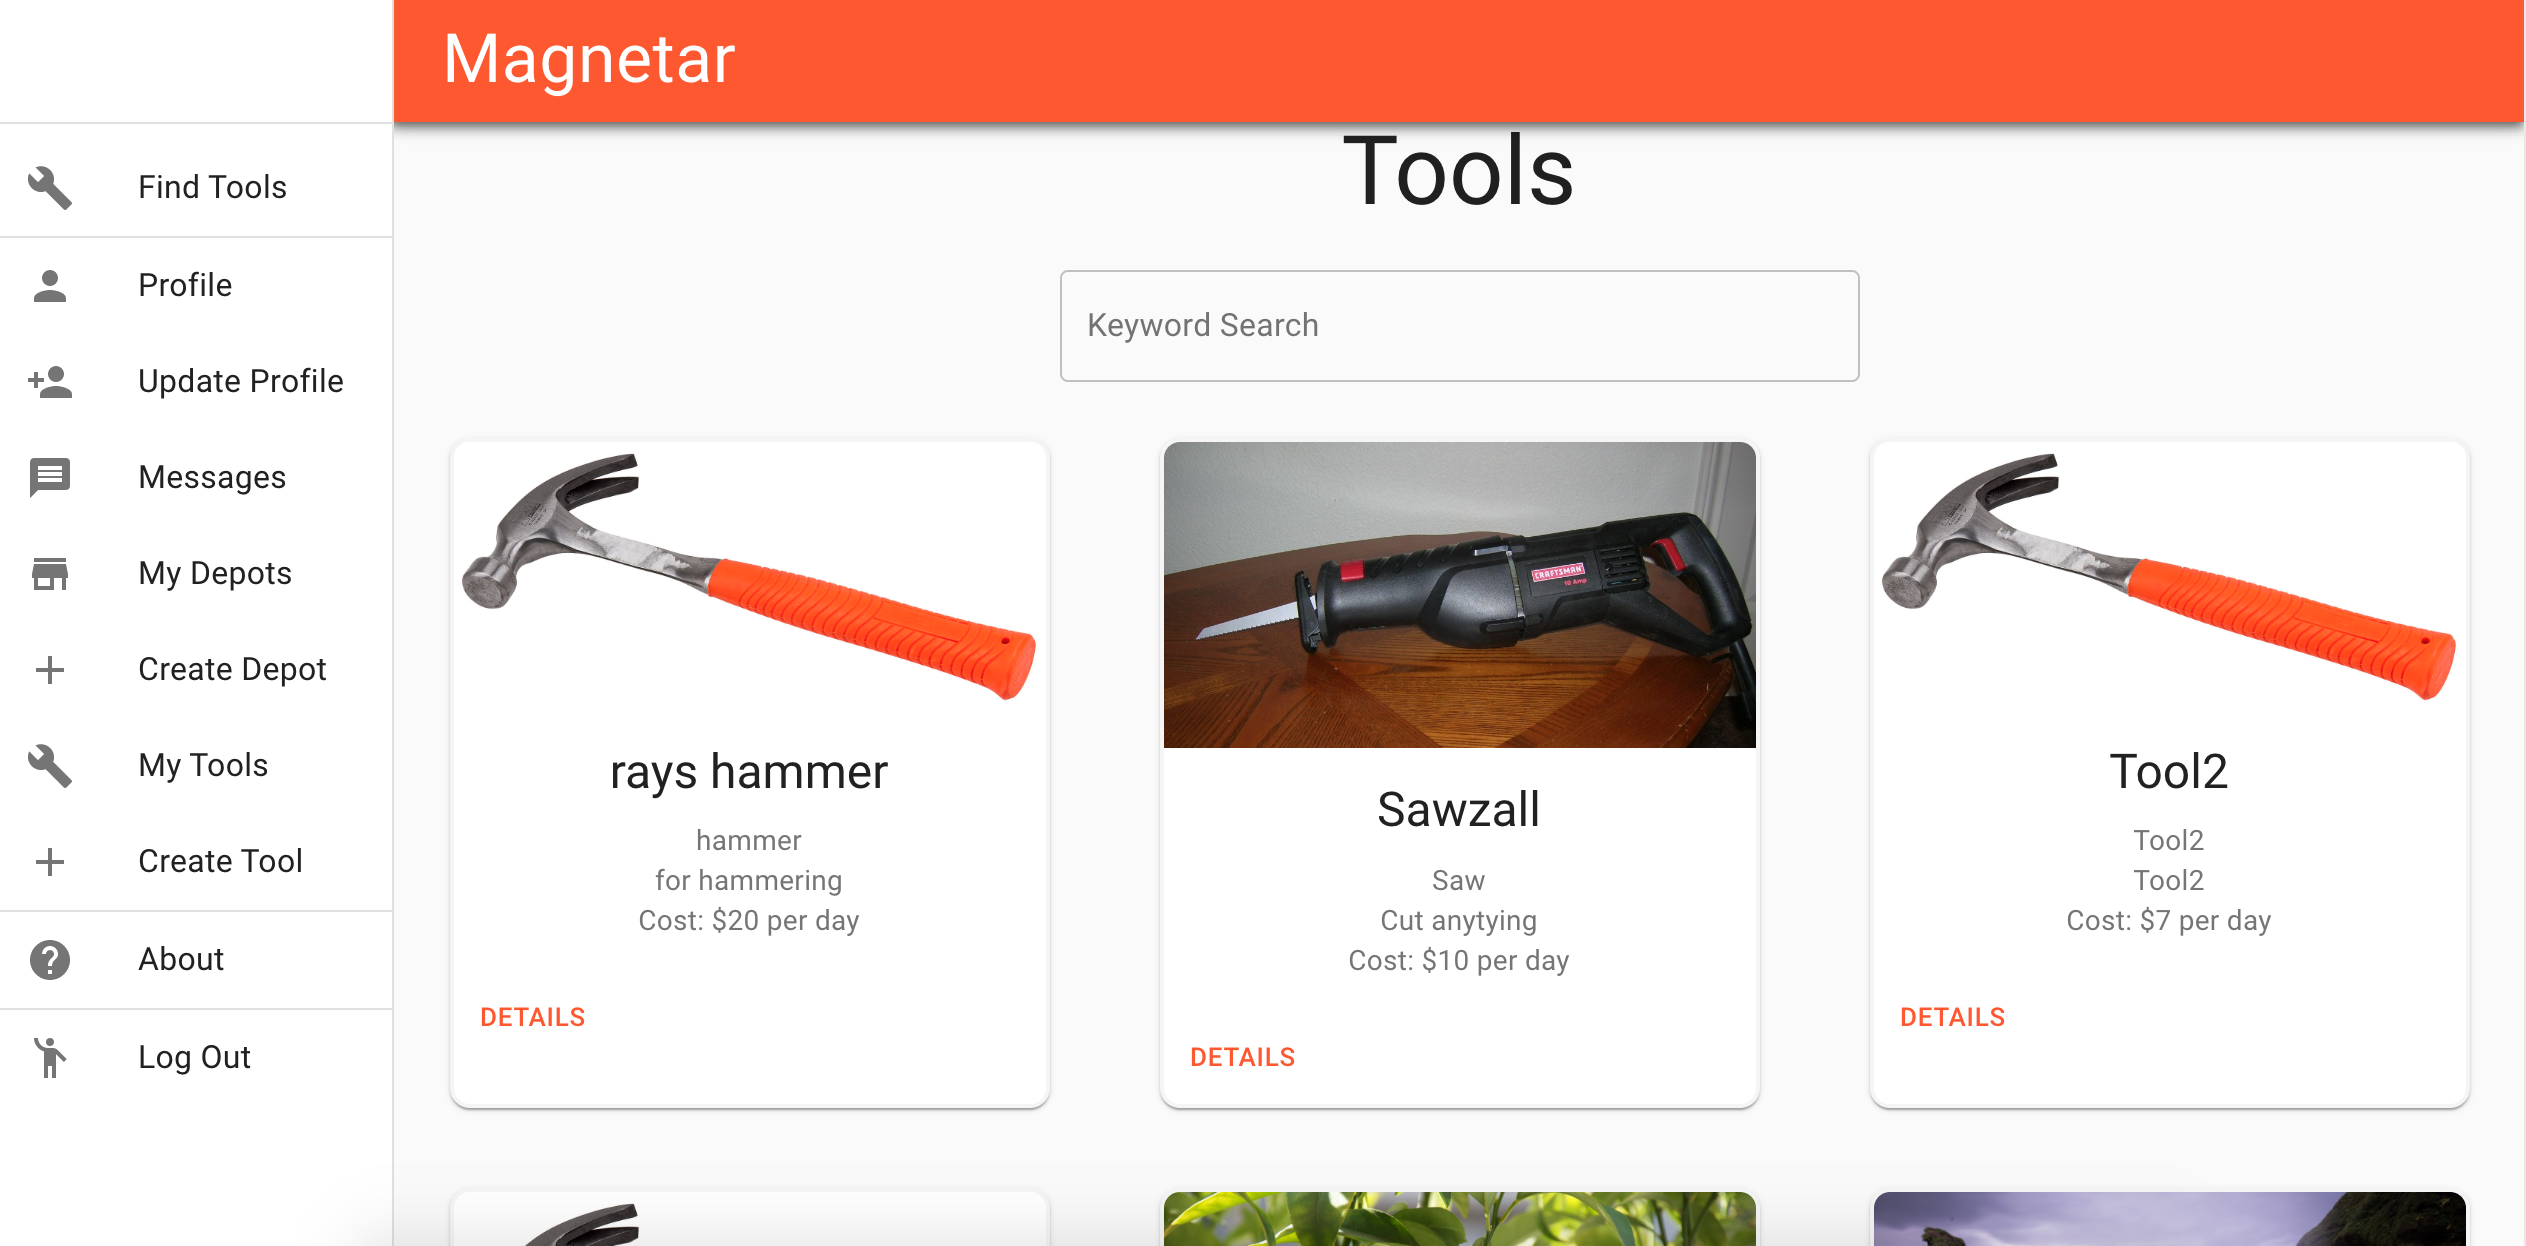 Magnetar
Find Tools
Profile
Update Profile
Messages
My Depots
Create Depot
My Tools
Create Tool
About
Log Out
Tools
Keyword Search
rays hammer
hammer
for hammering
Cost: $20 per day
DETAILS
CRAFTSMAN
10 Amp
Sawzall
Saw
Cut anytying
Cost: $10 per day
DETAILS
Tool2
Tool2
Tool2
Cost: $7 per day
DETAILS